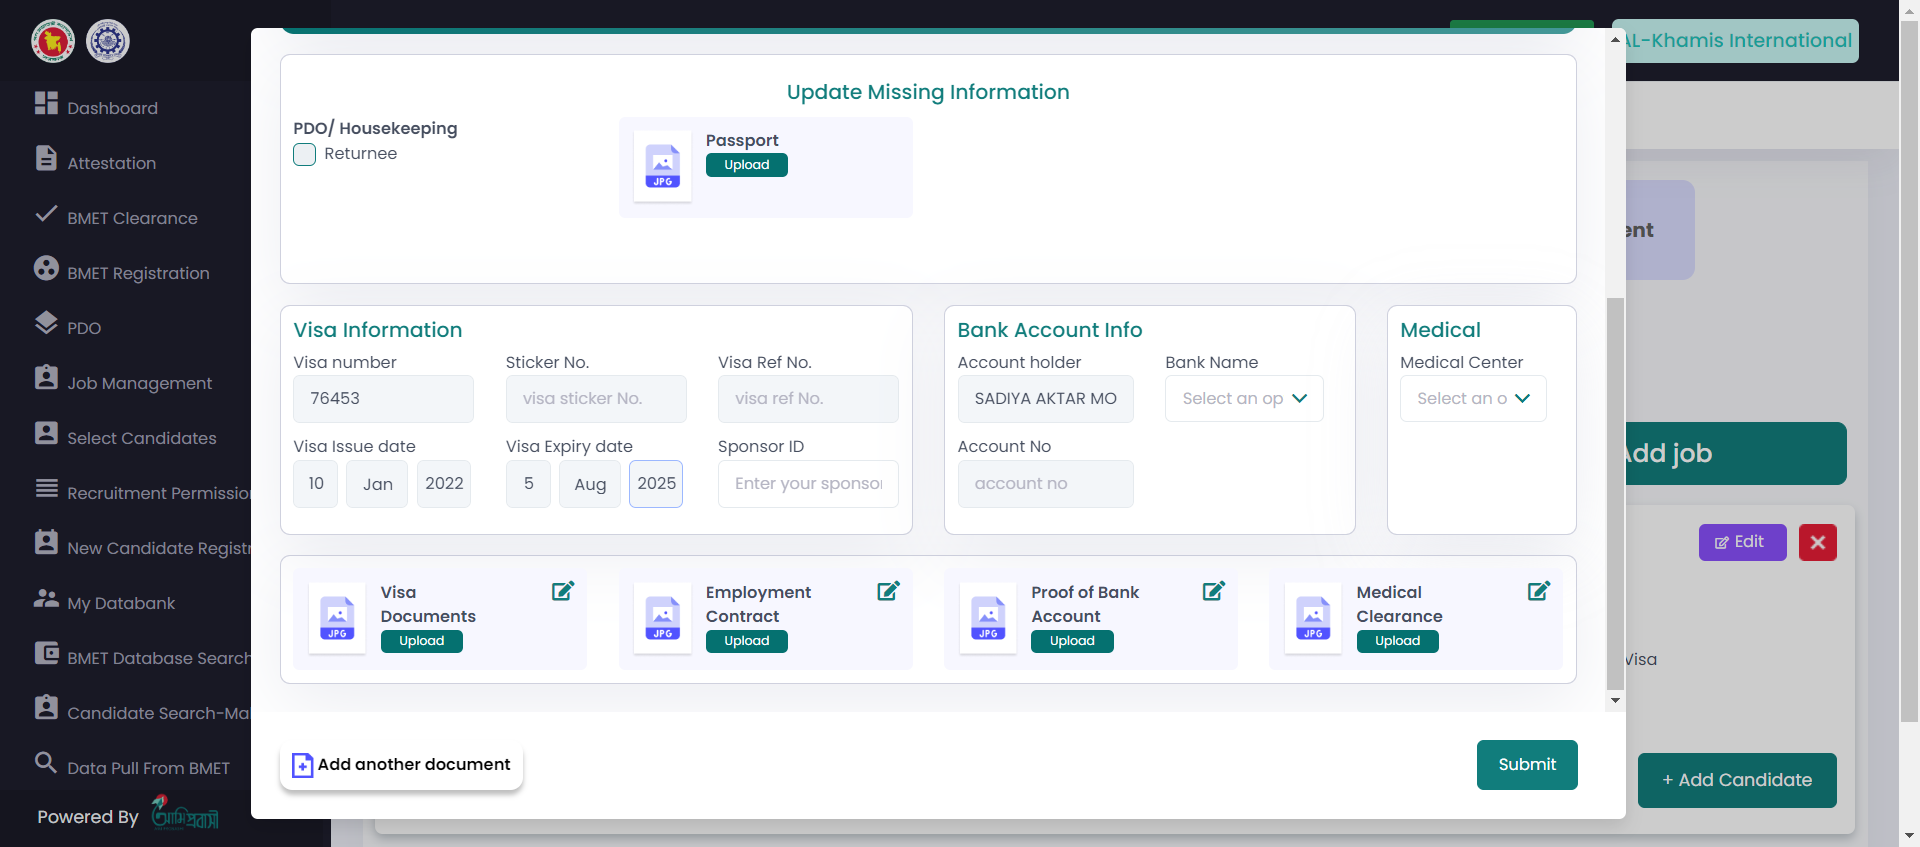 AL-Khamis International
Dashboard
Attestation
BMET Clearance
BMET Registration
PDO
Job Management
Select Candidates
Recruitment Permission
New Candidate Registr
My Databank
BMET Database Search
Candidate Search-Ma
Data Pull From BMET
Powered By
আমি প্রবাসী
Update Missing Information
PDO/ Housekeeping
Returnee
Passport
Upload
JPG
Visa Information
Visa number
Sticker No.
Visa Ref No.
76453
visa sticker No.
visa ref No.
Visa Issue date
Visa Expiry date
Sponsor ID
10 Jan 2022
5 Aug 2025
Enter your sponsor
Bank Account Info
Account holder
Bank Name
SADIYA AKTAR MO
Select an op
Account No
account no
Medical
Medical Center
Select an o
JPG
Visa
Documents
Upload
JPG
Employment
Contract
Upload
JPG
Proof of Bank
Account
Upload
JPG
Medical
Clearance
Upload
Add another document
Submit
ent
Add job
Edit
Visa
+ Add Candidate